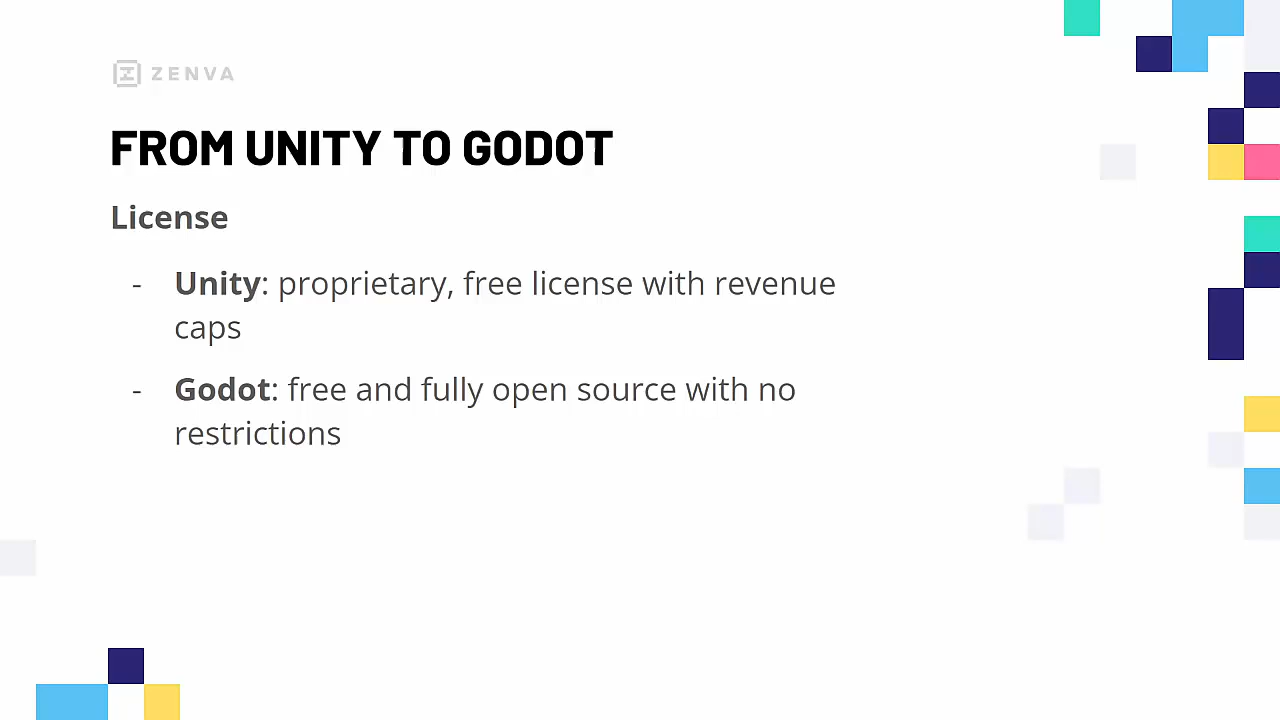 ZENVA
FROM UNITY TO GODOT
License
- Unity: proprietary, free license with revenue
caps
- Godot: free and fully open source with no
restrictions